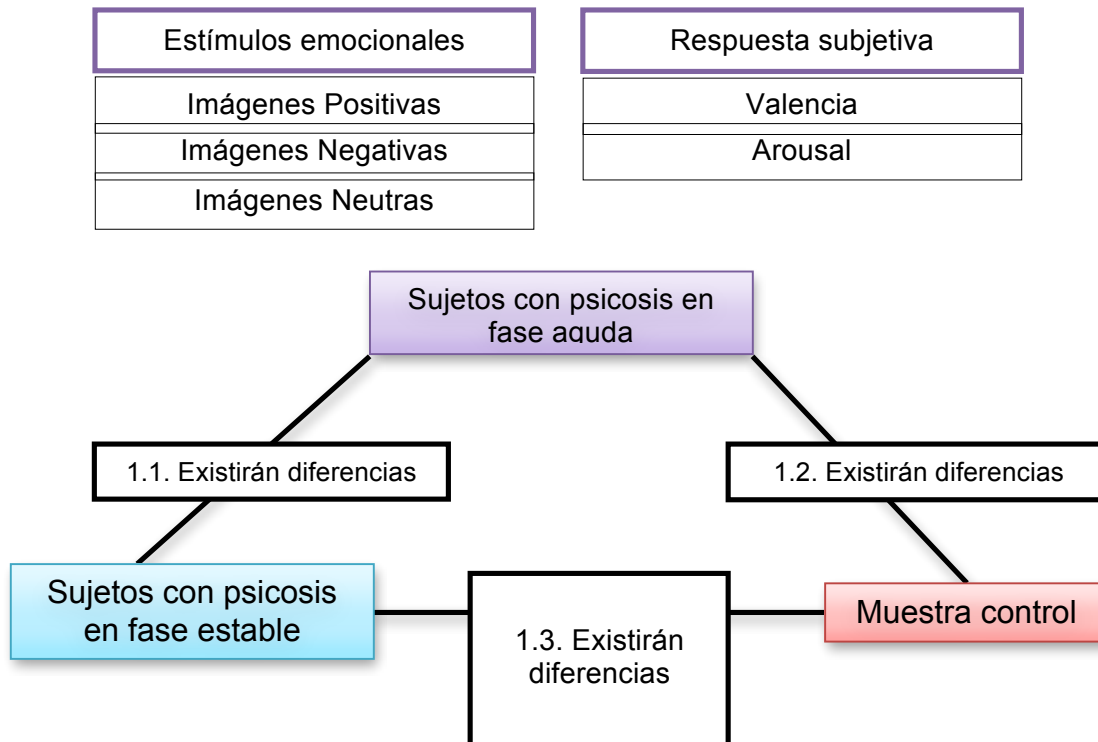 Estímulos emocionales
Respuesta subjetiva
Imágenes Positivas
Valencia
Imágenes Negativas
Arousal
Imágenes Neutras
Sujetos con psicosis en
fase aguda
1.1. Existirán diferencias
1.2. Existirán diferencias
Sujetos con psicosis
en fase estable
1.3. Existirán
diferencias
Muestra control